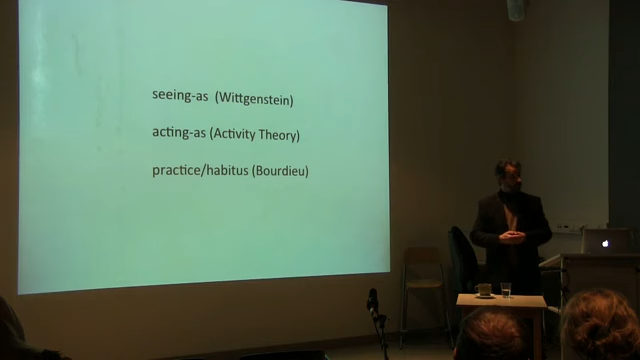 seeing-as (Wittgenstein)
acting-as (Activity Theory)
practice/habitus (Bourdieu)